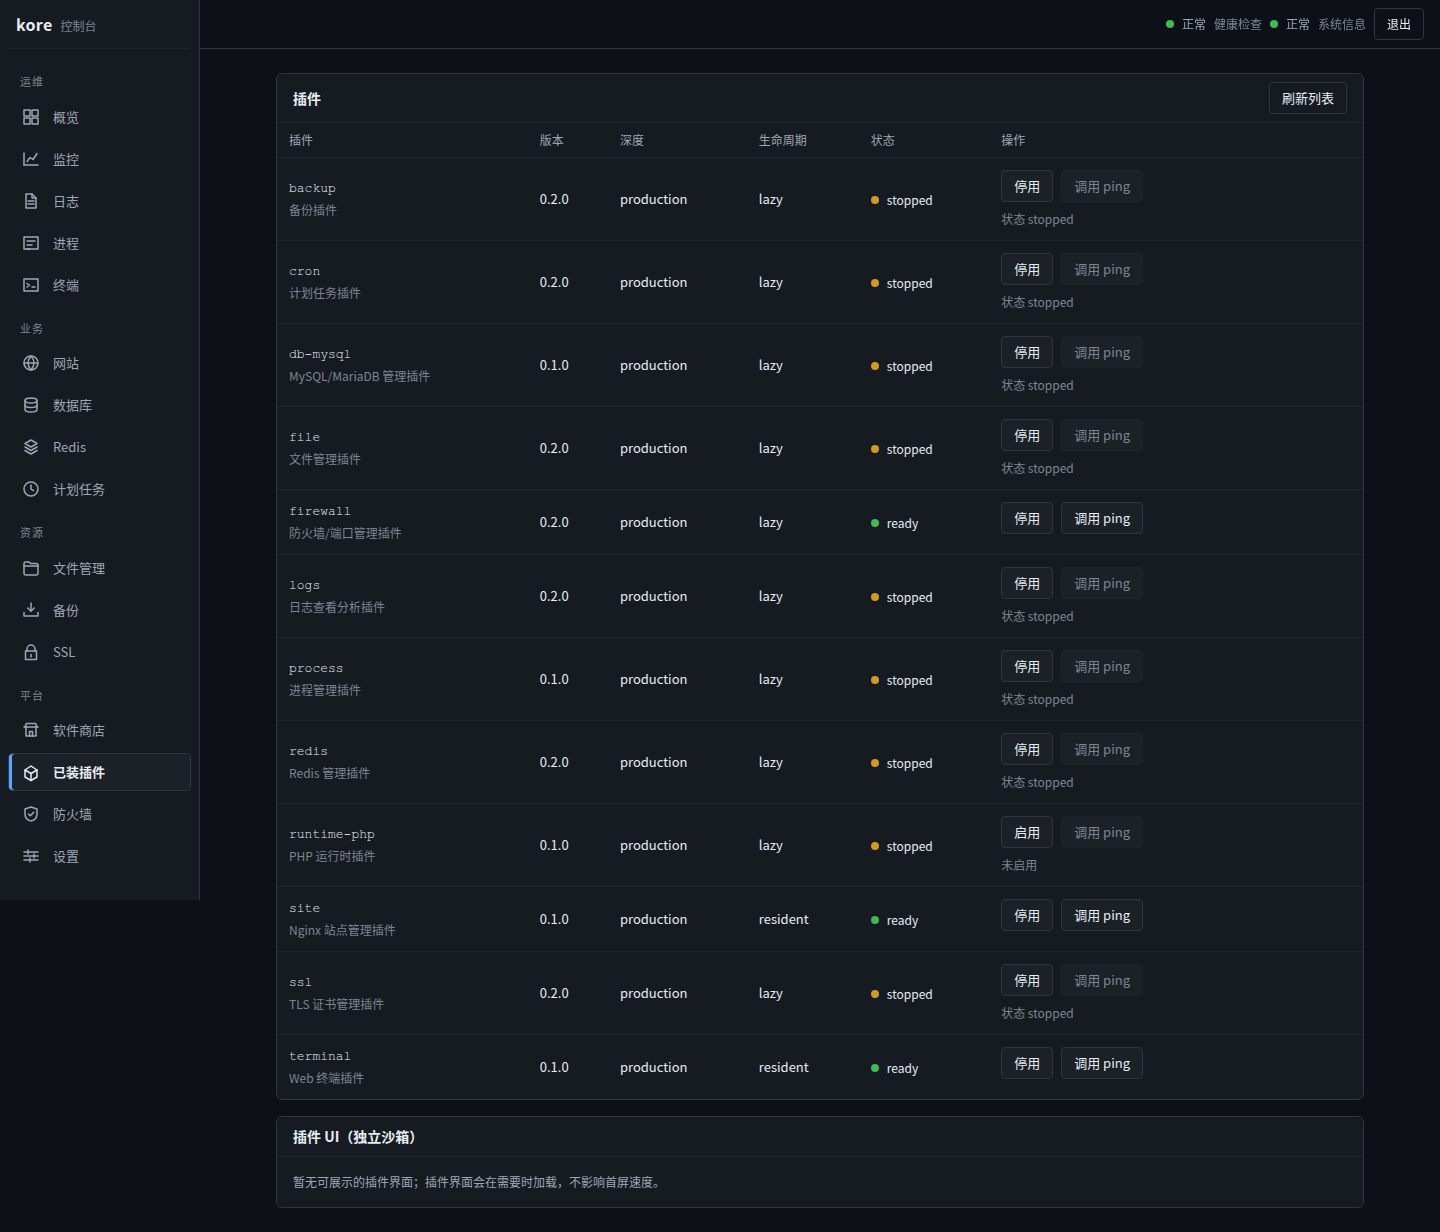 kore 控制台
正常 健康检查 正常 系统信息 退出
运维
概览
监控
日志
进程
终端
业务
网站
数据库
Redis
计划任务
资源
文件管理
备份
SSL
平台
软件商店
已装插件
防火墙
设置
插件 刷新列表
插件 版本 深度 生命周期 状态 操作
backup
备份插件
0.2.0 production lazy stopped 停用 调用 ping
状态 stopped
cron
计划任务插件
0.2.0 production lazy stopped 停用 调用 ping
状态 stopped
db-mysql
MySQL/MariaDB 管理插件
0.1.0 production lazy stopped 停用 调用 ping
状态 stopped
file
文件管理插件
0.2.0 production lazy stopped 停用 调用 ping
状态 stopped
firewall
防火墙/端口管理插件
0.2.0 production lazy ready 停用 调用 ping
logs
日志查看分析插件
0.2.0 production lazy stopped 停用 调用 ping
状态 stopped
process
进程管理插件
0.1.0 production lazy stopped 停用 调用 ping
状态 stopped
redis
Redis 管理插件
0.2.0 production lazy stopped 停用 调用 ping
状态 stopped
runtime-php
PHP 运行时插件
0.1.0 production lazy stopped 启用 调用 ping
未启用
site
Nginx 站点管理插件
0.1.0 production resident ready 停用 调用 ping
ssl
TLS 证书管理插件
0.2.0 production lazy stopped 停用 调用 ping
状态 stopped
terminal
Web 终端插件
0.1.0 production resident ready 停用 调用 ping
插件 UI（独立沙箱）
暂无可展示的插件界面；插件界面会在需要时加载，不影响首屏速度。